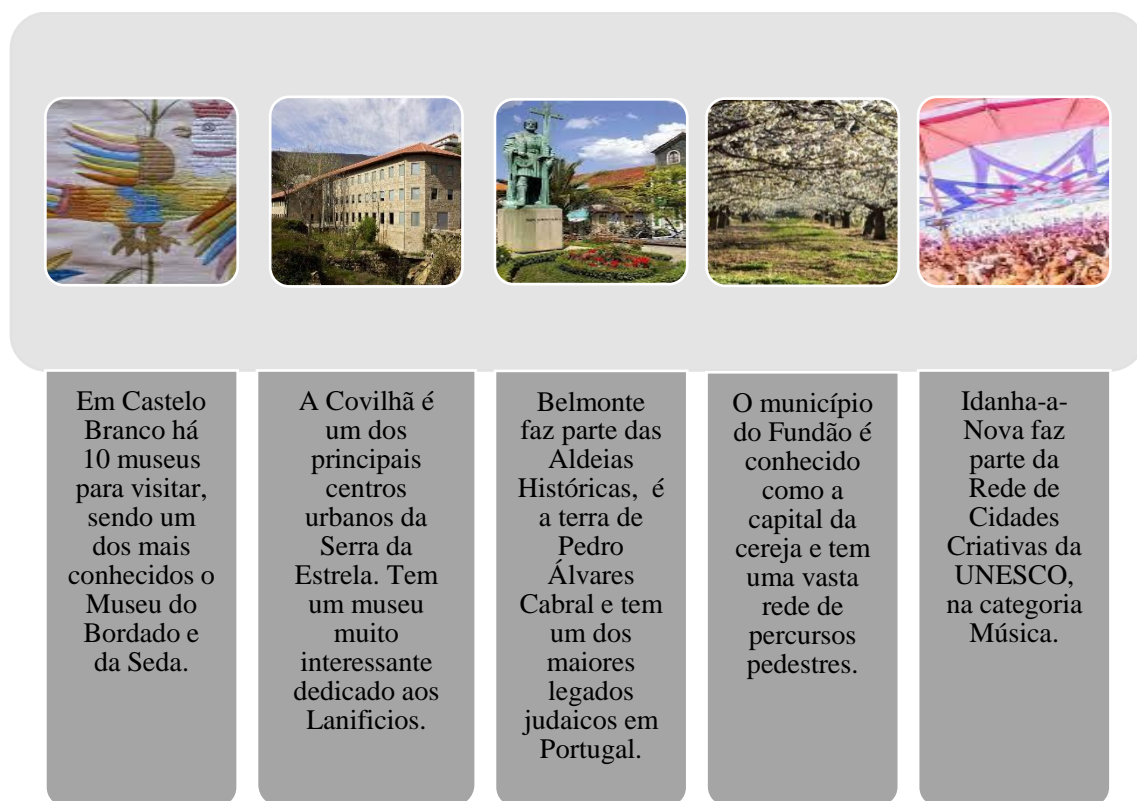 Em Castelo
Branco há
10 museus
para visitar,
sendo um
dos mais
conhecidos o
Museu do
Bordado e
da Seda.
A Covilhã é
um dos
principais
centros
urbanos da
Serra da
Estrela. Tem
um museu
muito
interessante
dedicado aos
Lanificios.
Belmonte
faz parte das
Aldeias
Históricas, é
a terra de
Pedro
Álvares
Cabral e tem
um dos
maiores
legados
judaicos em
Portugal.
O município
do Fundão é
conhecido
como a
capital da
cereja e tem
uma vasta
rede de
percursos
pedestres.
Idanha-a-
Nova faz
parte da
Rede de
Cidades
Criativas da
UNESCO,
na categoria
Música.